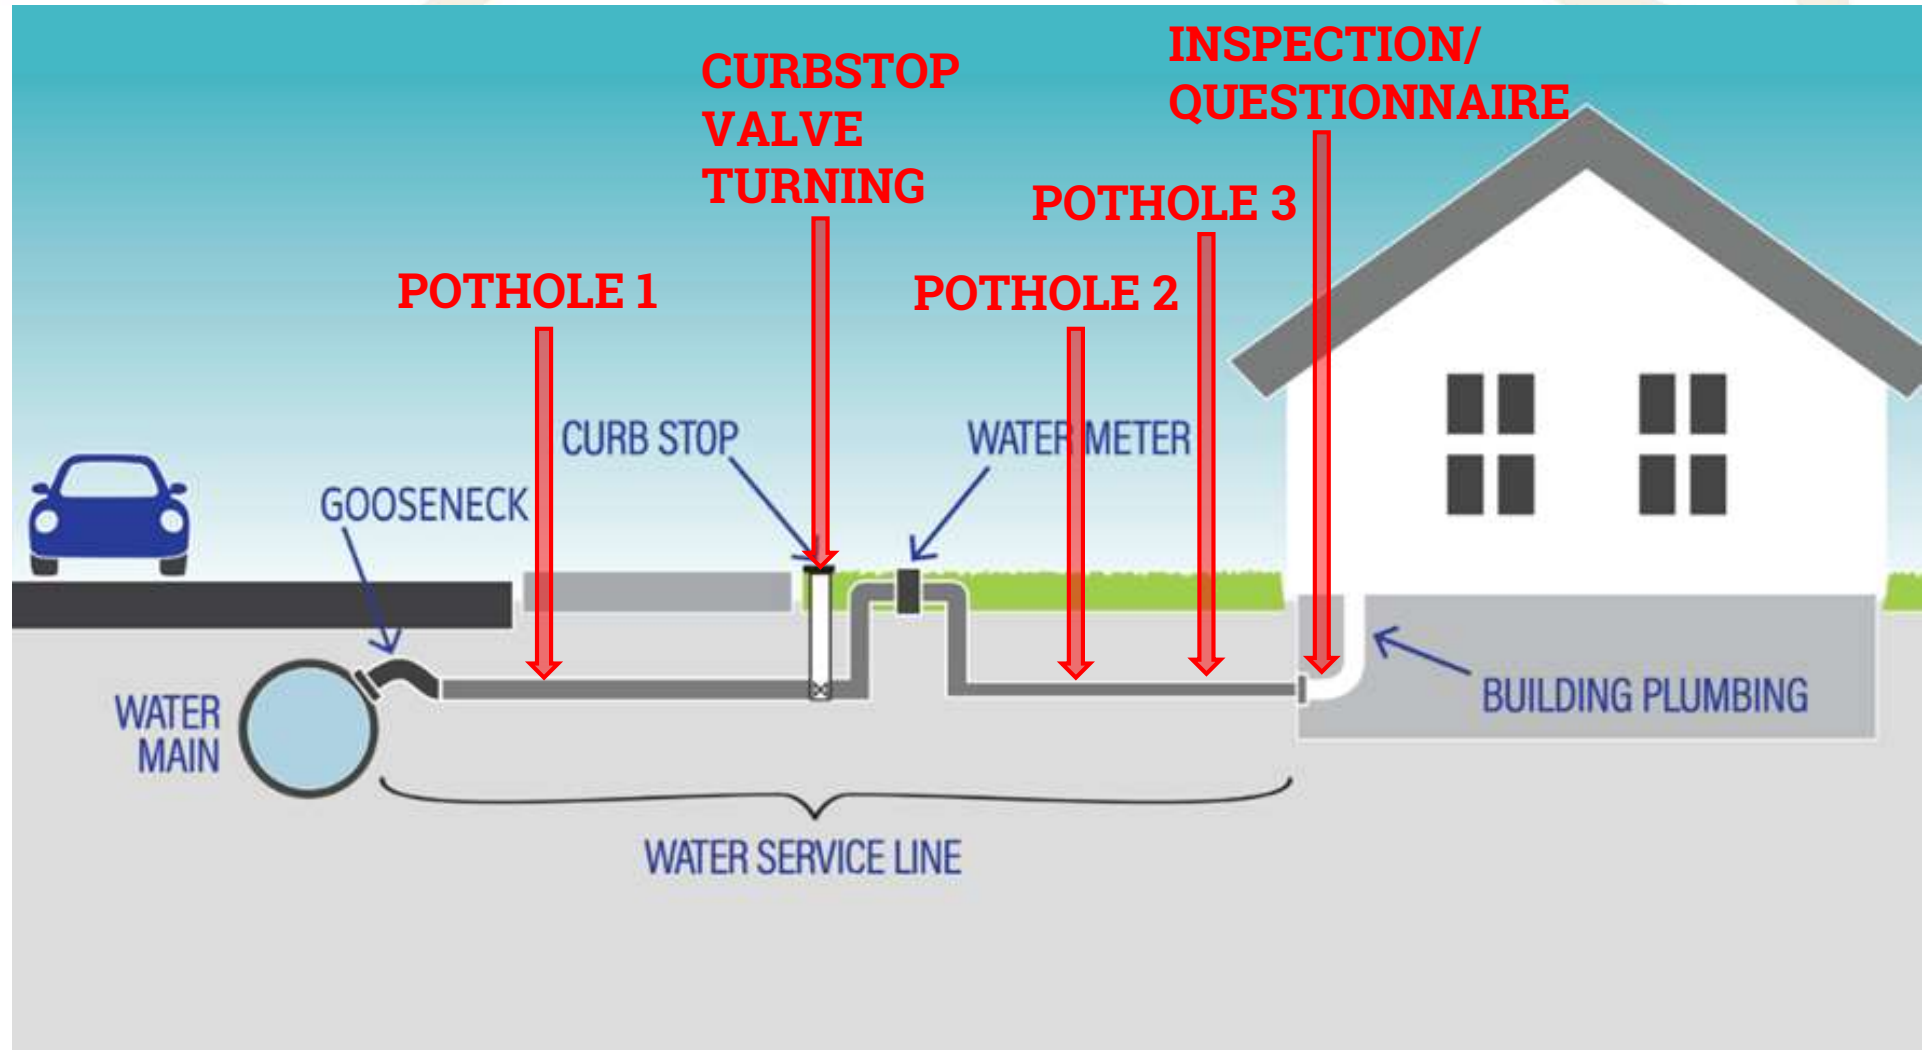 INSPECTION/
QUESTIONNAIRE
CURBSTOP
VALVE
TURNING
POTHOLE 3
POTHOLE 1
POTHOLE 2
CURB STOP
WATER METER
GOOSENECK
BUILDING PLUMBING
WATER
MAIN
WATER SERVICE LINE